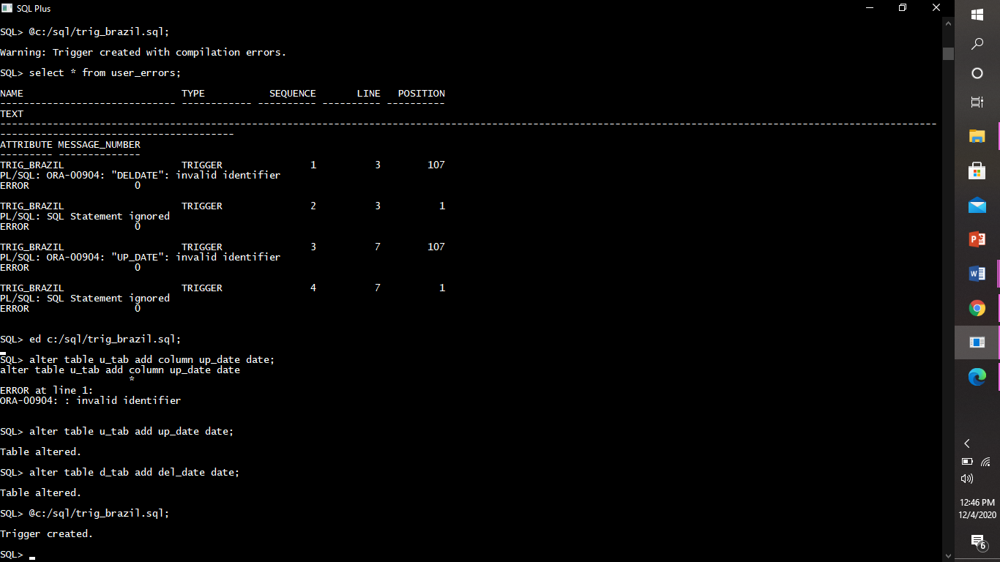 SQL Plus
SQL> @c:/sql/trig_brazil.sql;
Warning: Trigger created with compilation errors.
SQL> select * from user_errors;
NAME                           TYPE           SEQUENCE       LINE   POSITION
------------------------------ ------------ ---------- ---------- ----------
TEXT
----------------------------------------------------------------------------------------------------------------------------------------------------------------
----------------------------------------
ATTRIBUTE MESSAGE_NUMBER
--------- --------------
TRIG_BRAZIL                    TRIGGER               1          3        107
PL/SQL: ORA-00904: "DELDATE": invalid identifier
ERROR                  0
TRIG_BRAZIL                    TRIGGER               2          3          1
PL/SQL: SQL Statement ignored
ERROR                  0
TRIG_BRAZIL                    TRIGGER               3          7        107
PL/SQL: ORA-00904: "UP_DATE": invalid identifier
ERROR                  0
TRIG_BRAZIL                    TRIGGER               4          7          1
PL/SQL: SQL Statement ignored
ERROR                  0
SQL> ed c:/sql/trig_brazil.sql;
SQL> alter table u_tab add column up_date date;
alter table u_tab add column up_date date
                      *
ERROR at line 1:
ORA-00904: : invalid identifier
SQL> alter table u_tab add up_date date;
Table altered.
SQL> alter table d_tab add del_date date;
Table altered.
SQL> @c:/sql/trig_brazil.sql;
Trigger created.
SQL>
P
W
12:46 PM
12/4/2020
6